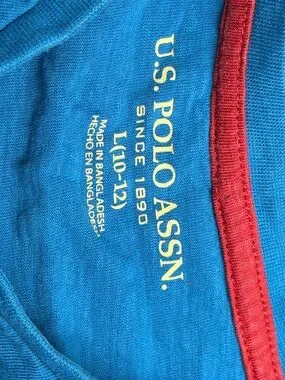 U.S. POLO ASSN.
SINCE 1890
L(10-12)
MADE IN BANGLADESH.
HECHO EN BANGLADESH.